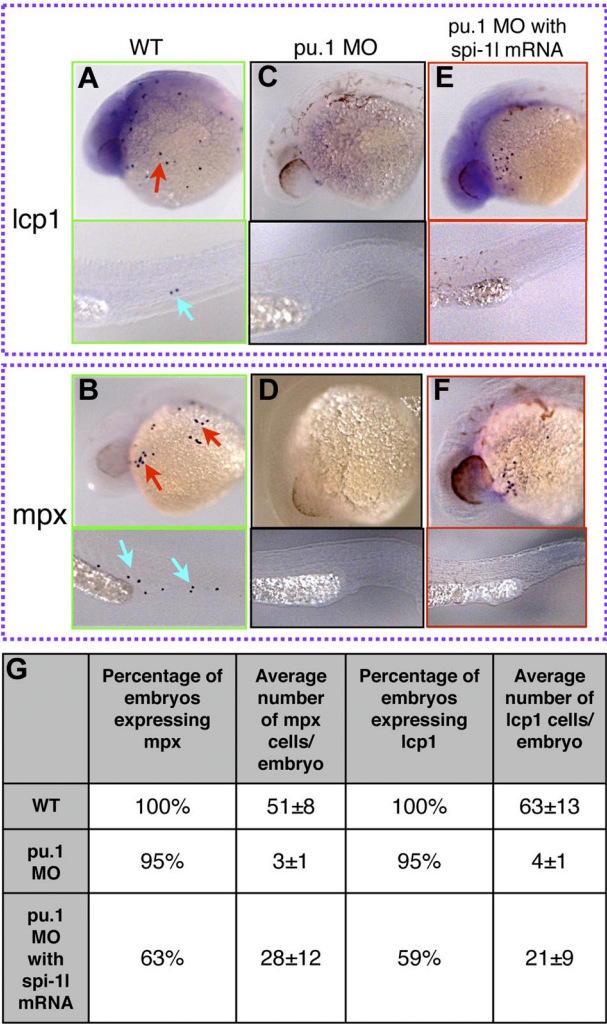 WT
pu.1 MO
pu.1 MO with
spi-1l mRNA
lcp1
A
C
E
mpx
B
D
F
G
Percentage of
embryos
expressing
mpx
Average
number
of mpx
cells/
embryo
Percentage of
embryos
expressing
lcp1
Average
number of
lcp1 cells/
embryo
WT
100%
51±8
100%
63±13
pu.1
MO
95%
3±1
95%
4±1
pu.1
MO
with
spi-1l
mRNA
63%
28±12
59%
21±9